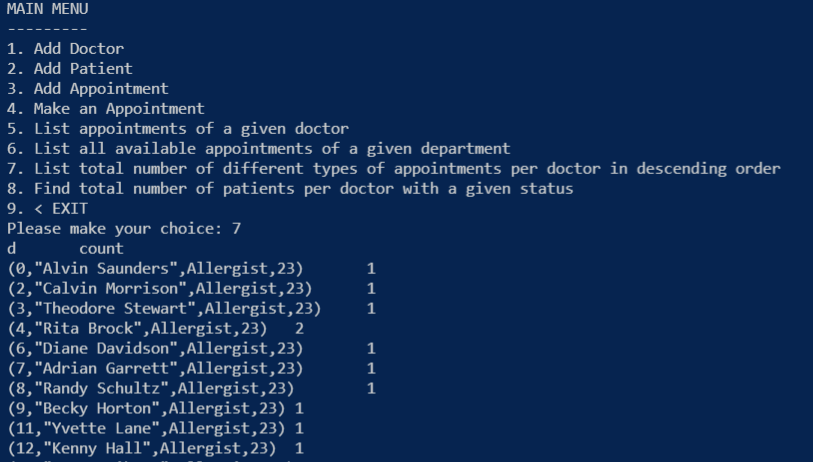 MAIN MENU
---------
1. Add Doctor
2. Add Patient
3. Add Appointment
4. Make an Appointment
5. List appointments of a given doctor
6. List all available appointments of a given department
7. List total number of different types of appointments per doctor in descending order
8. Find total number of patients per doctor with a given status
9. < EXIT
Please make your choice: 7
d       count
(0,"Alvin Saunders",Allergist,23)       1
(2,"Calvin Morrison",Allergist,23)      1
(3,"Theodore Stewart",Allergist,23)     1
(4,"Rita Brock",Allergist,23)   2
(6,"Diane Davidson",Allergist,23)       1
(7,"Adrian Garrett",Allergist,23)       1
(8,"Randy Schultz",Allergist,23)        1
(9,"Becky Horton",Allergist,23) 1
(11,"Yvette Lane",Allergist,23) 1
(12,"Kenny Hall",Allergist,23)  1